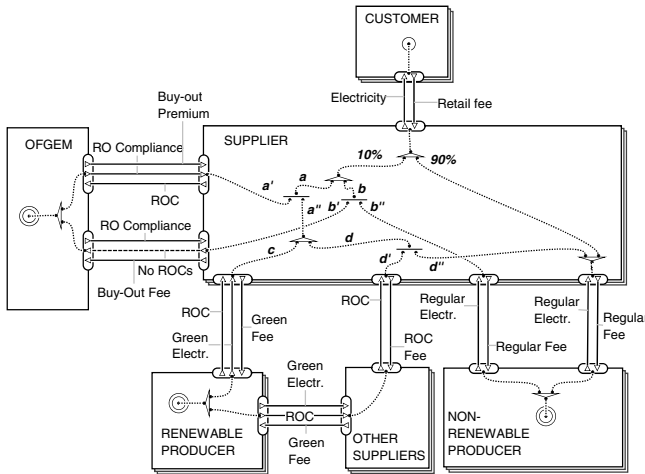 CUSTOMER
Electricity
Retail fee
Buy-out
Premium
OFGEM
RO Compliance
ROC
SUPPLIER
10%
90%
a
a'
a"
b
b'
b"
RO Compliance
No ROCs
Buy-Out Fee
c
d
d'
d"
ROC
Green
Electr.
Green
Fee
ROC
ROC
Fee
Regular
Electr.
Regular Fee
Regular
Electr.
Regular
Fee
Green
Electr.
ROC
Green
Fee
RENEWABLE
PRODUCER
OTHER
SUPPLIERS
NON-
RENEWABLE
PRODUCER